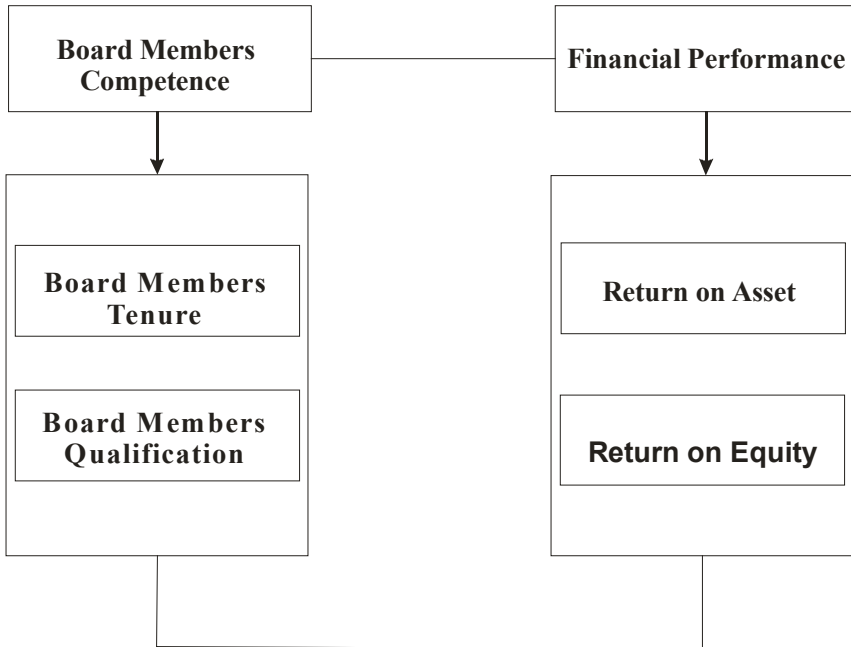 Board Members
Competence
Financial Performance
Board Members
Tenure
Board Members
Qualification
Return on Asset
Return on Equity